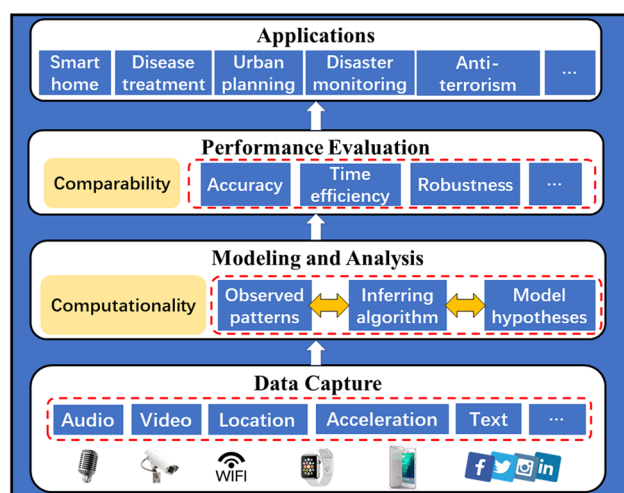 Applications
Smart
home
Disease
treatment
Urban
planning
Disaster
monitoring
Anti-
terrorism
...
Performance Evaluation
Comparability
Accuracy
Time
efficiency
Robustness
...
Modeling and Analysis
Computationality
Observed
patterns
Inferring
algorithm
Model
hypotheses
Data Capture
Audio
Video
Location
Acceleration
Text
...
WIFI
f
in